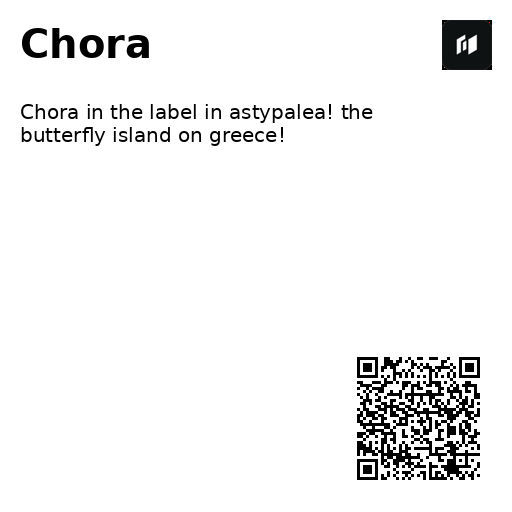 Chora
Chora in the label in astypalea! the
butterfly island on greece!